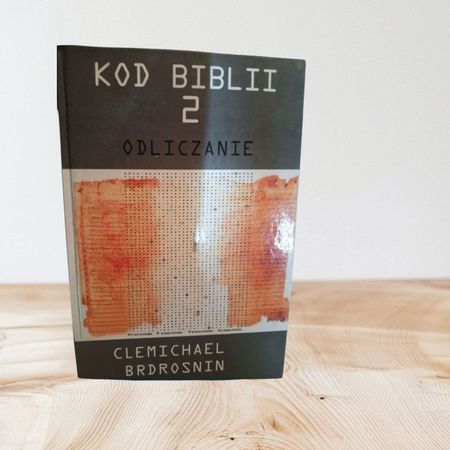 KOD BIBLII
2
ODLICZANIE
CLEMICHAEL
BRDROSNIN